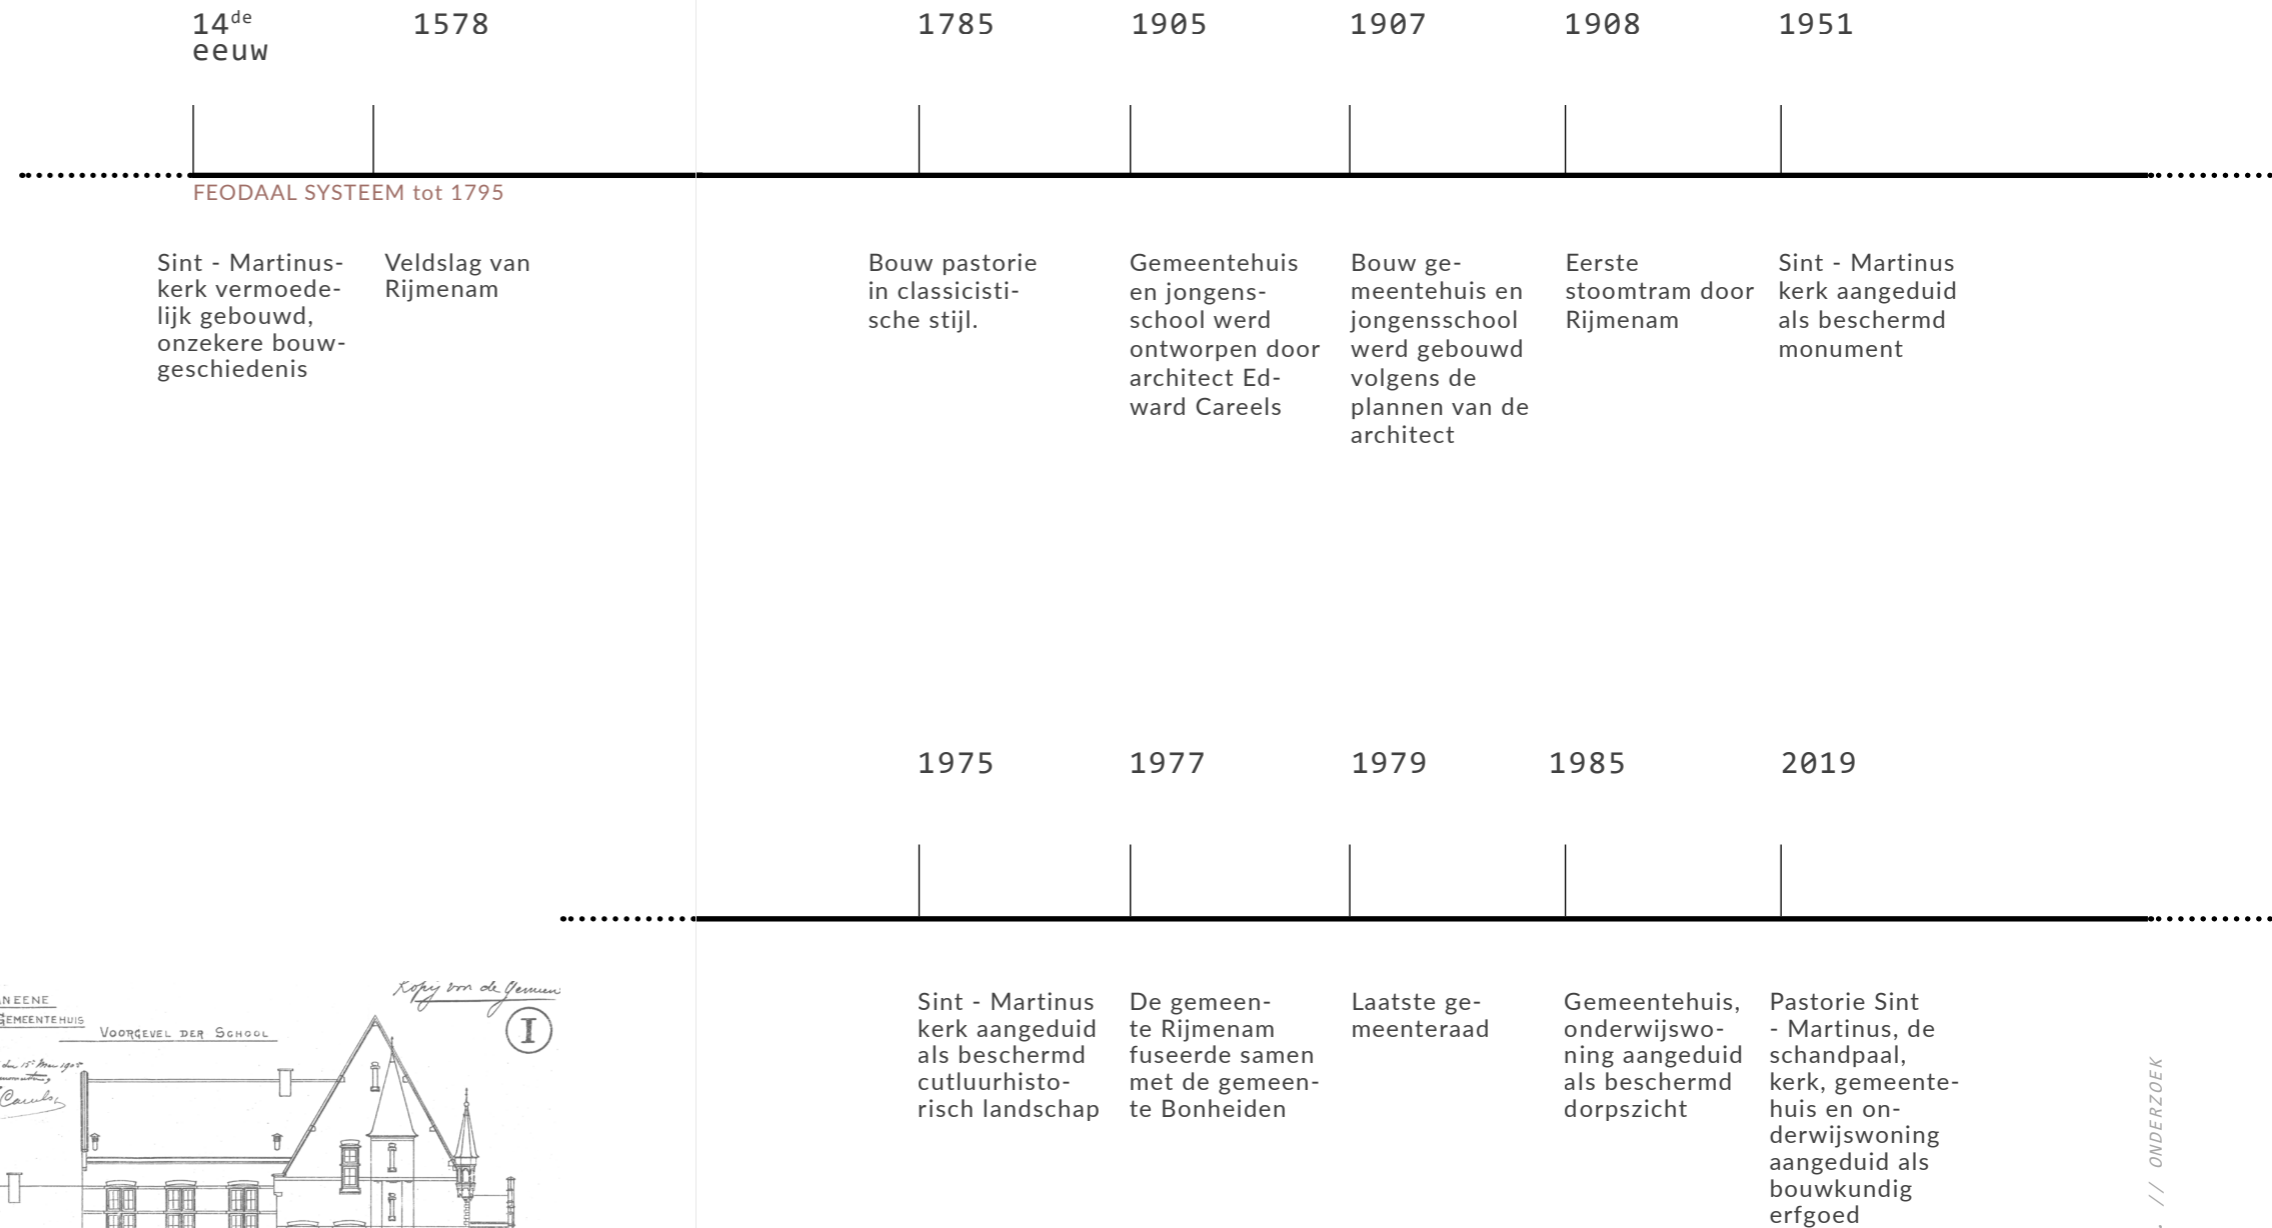 14de
eeuw
1578
1785
1905
1907
1908
1951
FEODAAL SYSTEEM tot 1795
Sint - Martinus-
kerk vermoede-
lijk gebouwd,
onzekere bouw-
geschiedenis
Veldslag van
Rijmenam
Bouw pastorie
in classicisti-
sche stijl.
Gemeentehuis
en jongens-
school werd
ontworpen door
architect Ed-
ward Careels
Bouw ge-
meentehuis en
jongensschool
werd gebouwd
volgens de
plannen van de
architect
Eerste
stoomtram door
Rijmenam
Sint - Martinus
kerk aangeduid
als beschermd
monument
1975
1977
1979
1985
2019
Sint - Martinus
kerk aangeduid
als beschermd
cutluurhisto-
risch landschap
De gemeen-
te Rijmenam
fuseerde samen
met de gemeen-
te Bonheiden
Laatste ge-
meenteraad
Gemeentehuis,
onderwijswo-
ning aangeduid
als beschermd
dorpszicht
Pastorie Sint
- Martinus, de
schandpaal,
kerk, gemeente-
huis en on-
derwijswoning
aangeduid als
bouwkundig
erfgoed
Kopij van de
I
NEENE
GEMEENTEHUIS
VOORGEVEL DER SCHOOL
. // ONDERZOEK